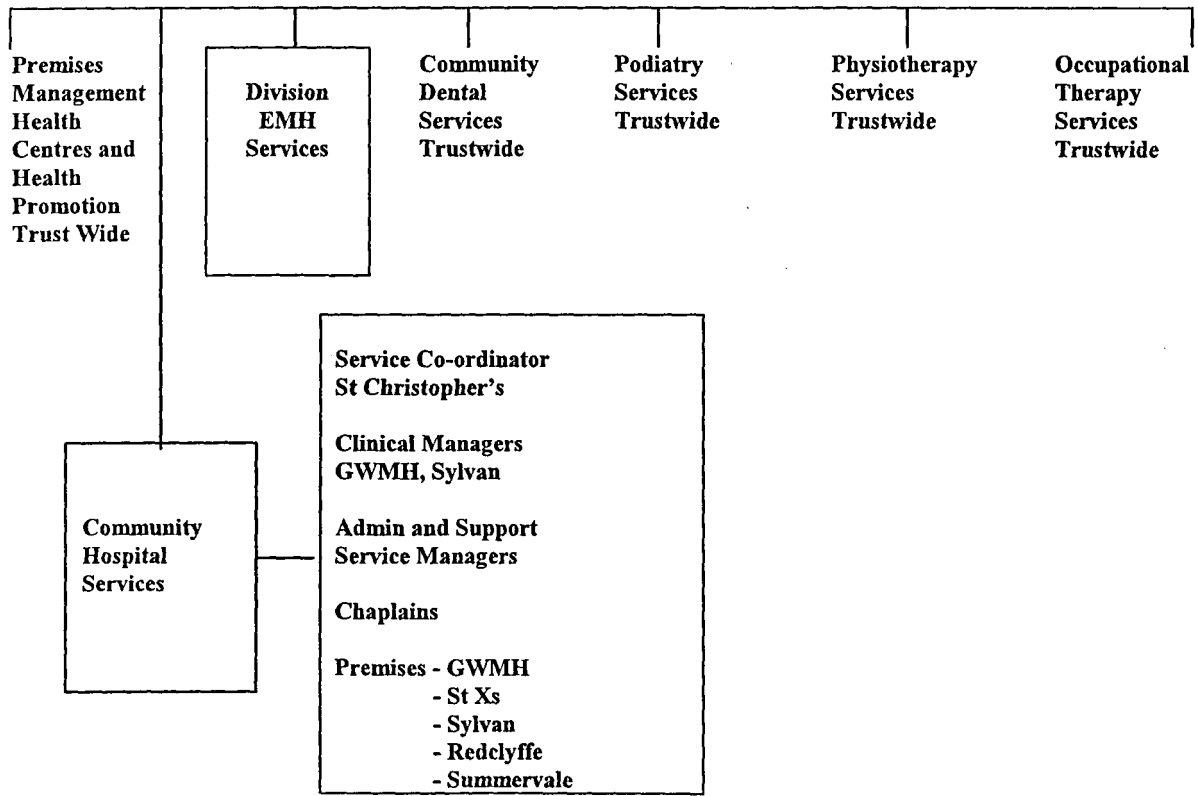 Premises
Management
Health
Centres and
Health
Promotion
Trust Wide
Division
EMH
Services
Community
Dental
Services
Trustwide
Podiatry
Services
Trustwide
Physiotherapy
Services
Trustwide
Occupational
Therapy
Services
Trustwide
Community
Hospital
Services
Service Co-ordinator
St Christopher's
Clinical Managers
GWMH, Sylvan
Admin and Support
Service Managers
Chaplains
Premises - GWMH
- St Xs
- Sylvan
- Redclyffe
- Summervale